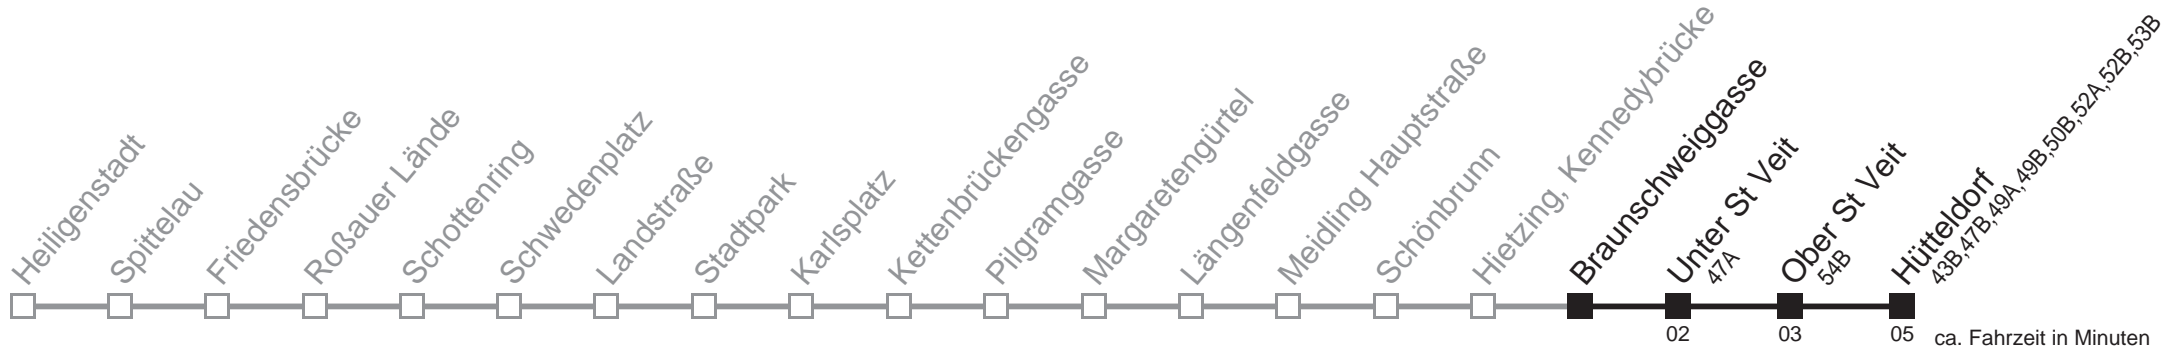 Heiligenstadt
Spittelau
Friedensbrücke
Roßauer Lände
Schottenring
Schwedenplatz
Landstraße
Stadtpark
Karlsplatz
Kettenbrückengasse
Pilgramgasse
Margaretengürtel
Längenfeldgasse
Meidling Hauptstraße
Schönbrunn
Hietzing, Kennedybrücke
Braunschweiggasse
Unter St Veit
47A
Ober St Veit
54B
Hütteldorf
43B,47B,49A,49B,50B,52A,52B,53B
02
03
05
ca. Fahrzeit in Minuten